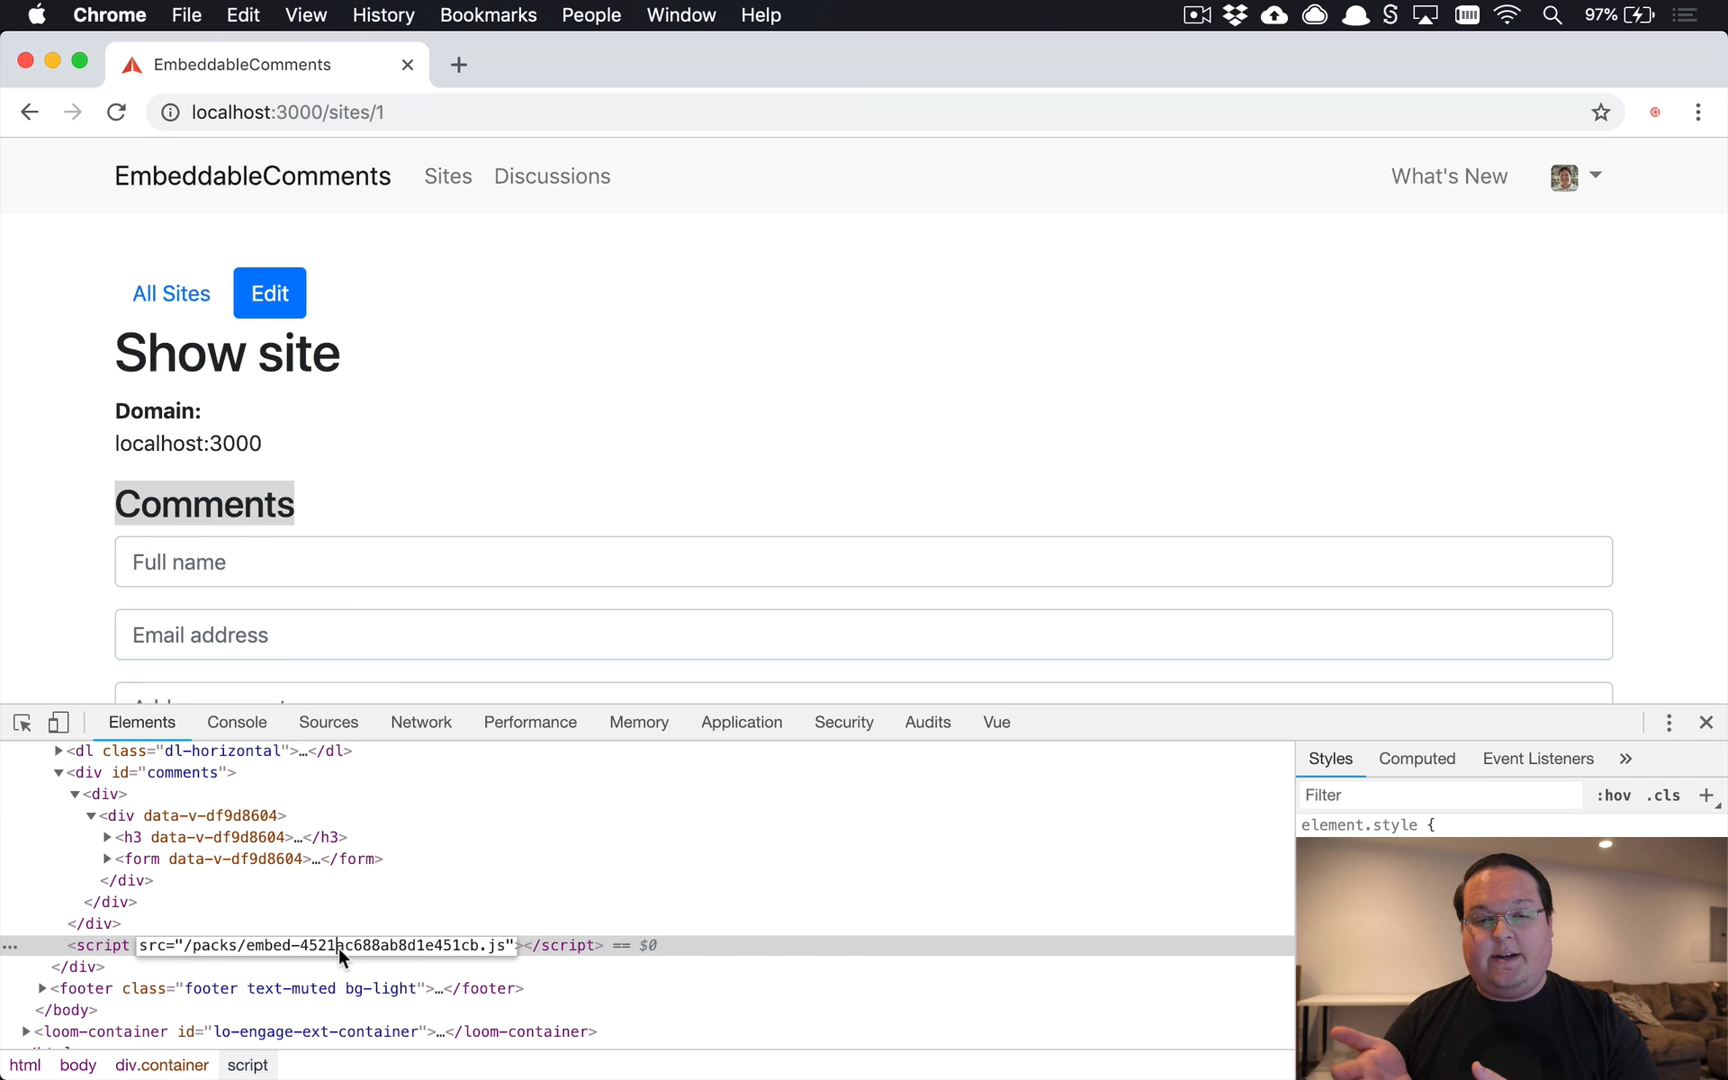 Chrome File Edit View History Bookmarks People Window Help 97%
EmbeddableComments
localhost:3000/sites/1
EmbeddableComments Sites Discussions What's New
All Sites Edit
Show site
Domain:
localhost:3000
Comments
Full name
Email address
Elements Console Sources Network Performance Memory Application Security Audits Vue
<dl class="dl-horizontal">…</dl>
<div id="comments">
<div>
<div data-v-df9d8604>
<h3 data-v-df9d8604>…</h3>
<form data-v-df9d8604>…</form>
</div>
</div>
</div>
<script src="/packs/embed-4521ac688ab8d1e451cb.js"></script> == $0
</div>
<footer class="footer text-muted bg-light">…</footer>
</body>
<loom-container id="lo-engage-ext-container">…</loom-container>
html body div.container script
Styles Computed Event Listeners »
Filter :hov .cls +
element.style {